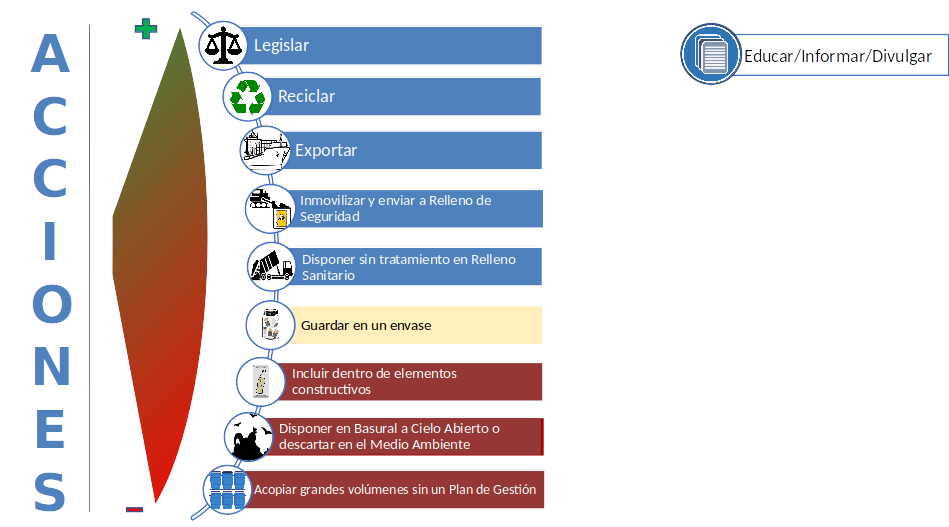 ACCIONES
Legislar
Reciclar
Exportar
Inmovilizar y enviar a Relleno de
Seguridad
Disponer sin tratamiento en Relleno
Sanitario
Guardar en un envase
Incluir dentro de elementos
constructivos
Disponer en Basural a Cielo Abierto o
descartar en el Medio Ambiente
Acopiar grandes volúmenes sin un Plan de Gestión
Educar/Informar/Divulgar